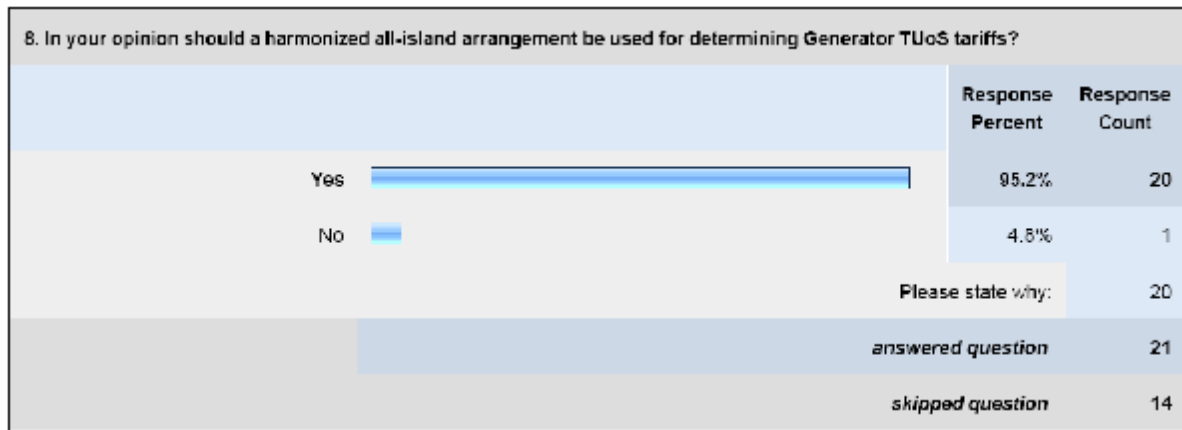 8. In your opinion should a harmonized all-island arrangement be used for determining Generator TUoS tariffs?
Response Percent Response Count
Yes 95.2% 20
No 4.8% 1
Please state why: 20
answered question 21
skipped question 14